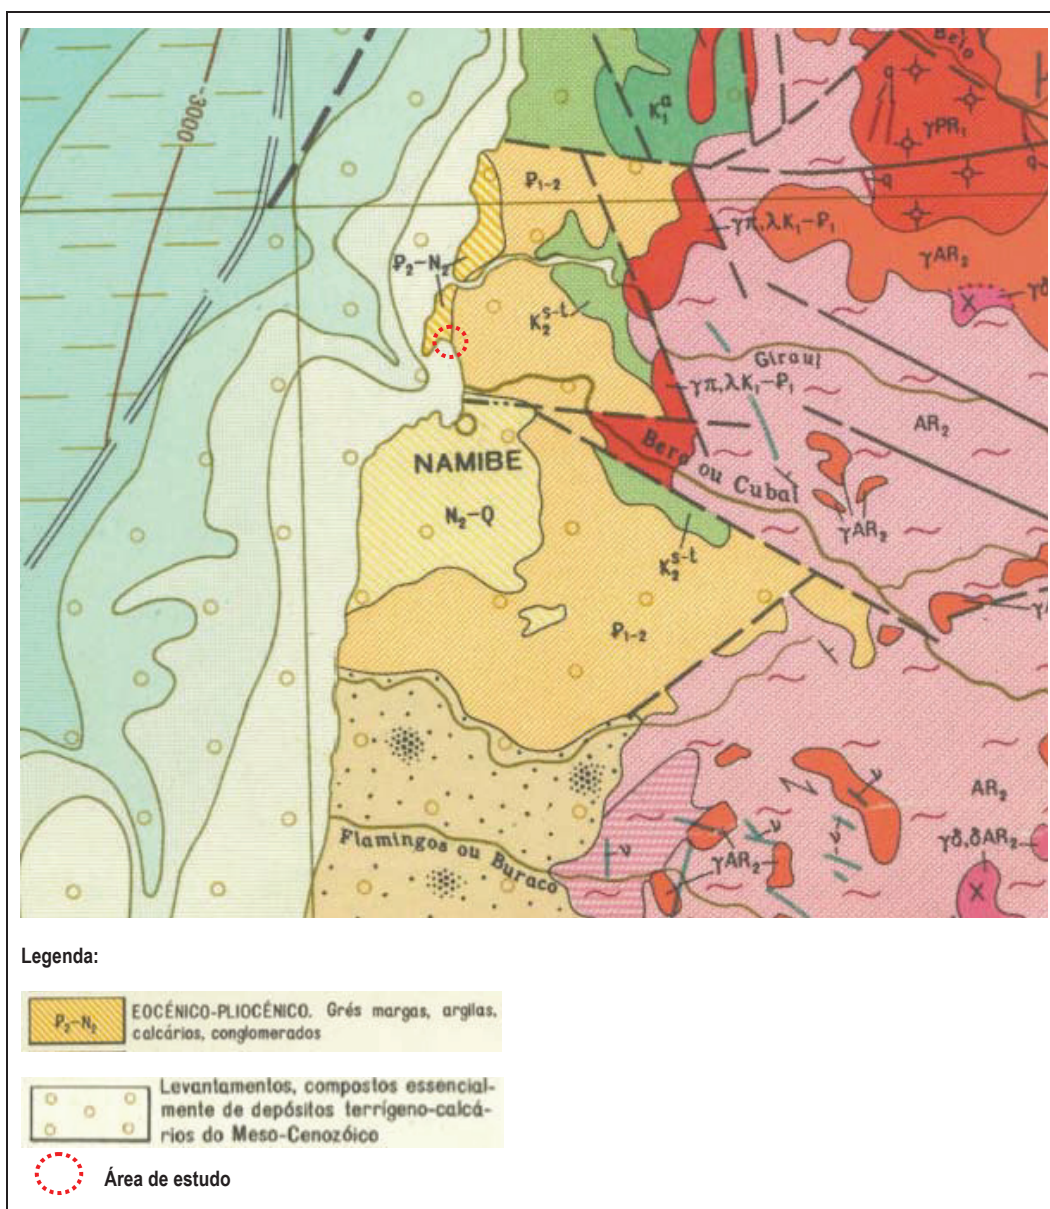 Beio
-3000
K₁ᵃ
γPR₁
q
q
q
P₁₋₂
γπ,λK₁-P₁
γAR₂
P₂-N₂
γδ
K₂ˢ⁻ᵗ
Giraul
γπ,λK₁-P₁
AR₂
NAMIBE
Bero ou Cubal
N₂-Q
γAR₂
K₂ˢ⁻ᵗ
P₁₋₂
ν
AR₂
Flamingos ou Buraco
ν
ν
ν
γδ,δAR₂
γAR₂
Legenda:
P₂-N₂
EOCÉNICO-PLIOCÉNICO. Grés margas, argilas,
calcários, conglomerados
Levantamentos, compostos essencial-
mente de depósitos terrígeno-calcá-
rios do Meso-Cenozóico
Área de estudo